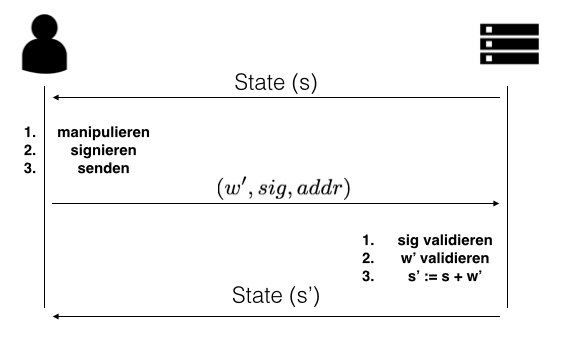 State (s)
1. manipulieren
2. signieren
3. senden
(w′, sig, addr)
1. sig validieren
2. w’ validieren
3. s’ := s + w’
State (s’)